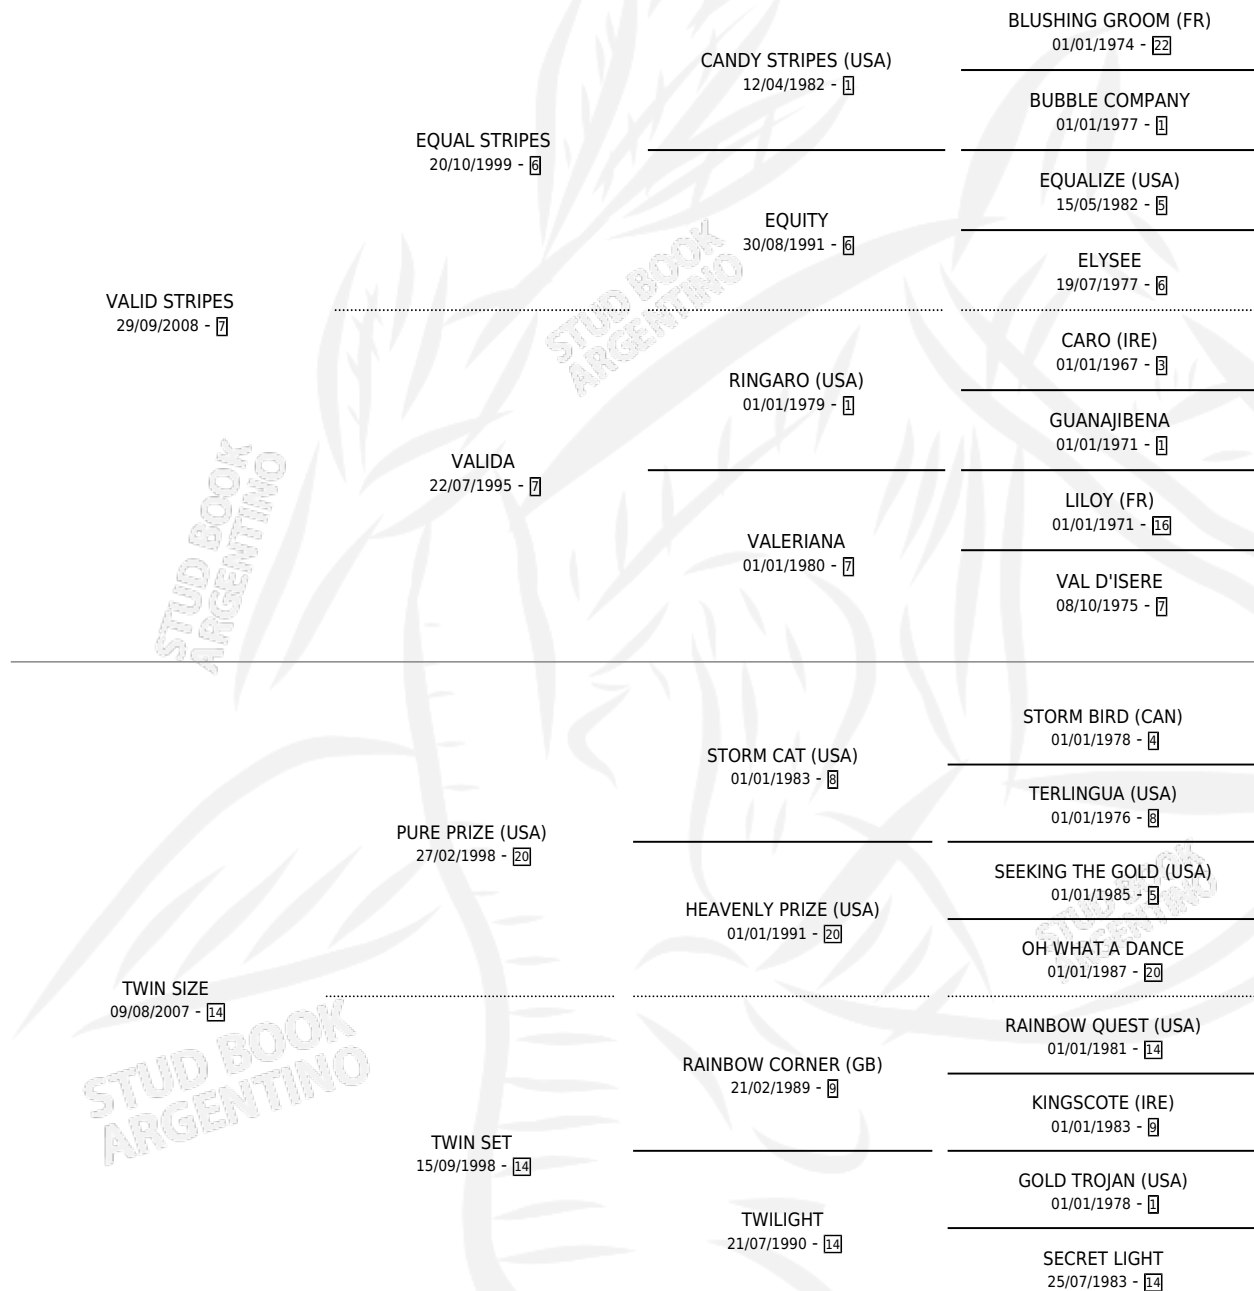 BLUSHING GROOM (FR)
01/01/1974 - 22
CANDY STRIPES (USA)
12/04/1982 - 1
BUBBLE COMPANY
01/01/1977 - 1
EQUAL STRIPES
20/10/1999 - 6
EQUALIZE (USA)
15/05/1982 - 5
EQUITY
30/08/1991 - 6
ELYSEE
19/07/1977 - 6
VALID STRIPES
29/09/2008 - 7
CARO (IRE)
01/01/1967 - 3
RINGARO (USA)
01/01/1979 - 1
GUANAJIBENA
01/01/1971 - 1
VALIDA
22/07/1995 - 7
LILOY (FR)
01/01/1971 - 16
VALERIANA
01/01/1980 - 7
VAL D'ISERE
08/10/1975 - 7
STORM BIRD (CAN)
01/01/1978 - 4
STORM CAT (USA)
01/01/1983 - 8
TERLINGUA (USA)
01/01/1976 - 8
PURE PRIZE (USA)
27/02/1998 - 20
SEEKING THE GOLD (USA)
01/01/1985 - 5
HEAVENLY PRIZE (USA)
01/01/1991 - 20
OH WHAT A DANCE
01/01/1987 - 20
TWIN SIZE
09/08/2007 - 14
RAINBOW QUEST (USA)
01/01/1981 - 14
RAINBOW CORNER (GB)
21/02/1989 - 9
KINGSCOTE (IRE)
01/01/1983 - 9
TWIN SET
15/09/1998 - 14
GOLD TROJAN (USA)
01/01/1978 - 1
TWILIGHT
21/07/1990 - 14
SECRET LIGHT
25/07/1983 - 14
STUD BOOK
ARGENTINO
STUD BOOK
ARGENTINO
STUD BOOK
ARGENTINO
STUD BOOK
ARGENTINO